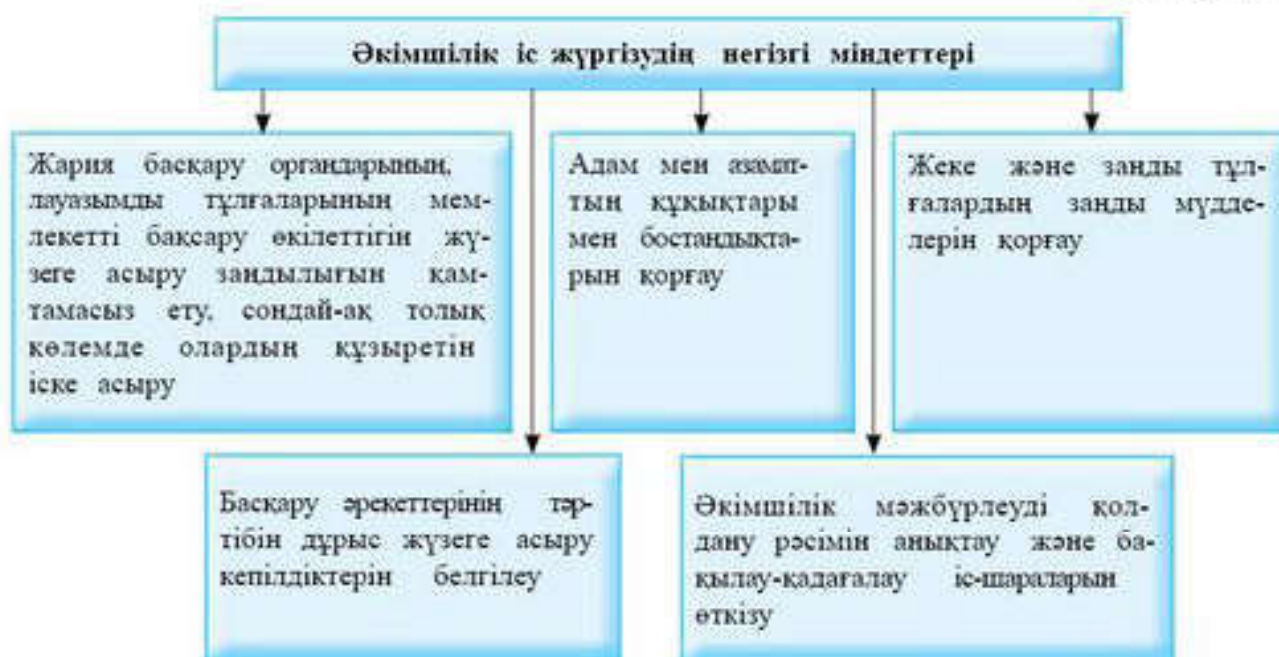 Әкімшілік іс жүргізудің негізгі міндеттері
Жария басқару органдарының,
лауазымды тұлғаларының мем-
лекетті бақсару өкілеттігін жү-
зеге асыру заңдылығын қам-
тамасыз ету, сондай-ақ толық
көлемде олардың құзыретін
іске асыру
Адам мен азамат-
тың құқықтары
мен бостандықта-
рын қорғау
Жеке және заңды тұл-
ғалардың заңды мүдде-
лерін қорғау
Басқару әрекеттерінің тәр-
тібін дұрыс жүзеге асыру
кепілдіктерін белгілеу
Әкімшілік мәжбүрлеуді қол-
дану рәсімін анықтау және ба-
қылау-қадағалау іс-шараларын
өткізу